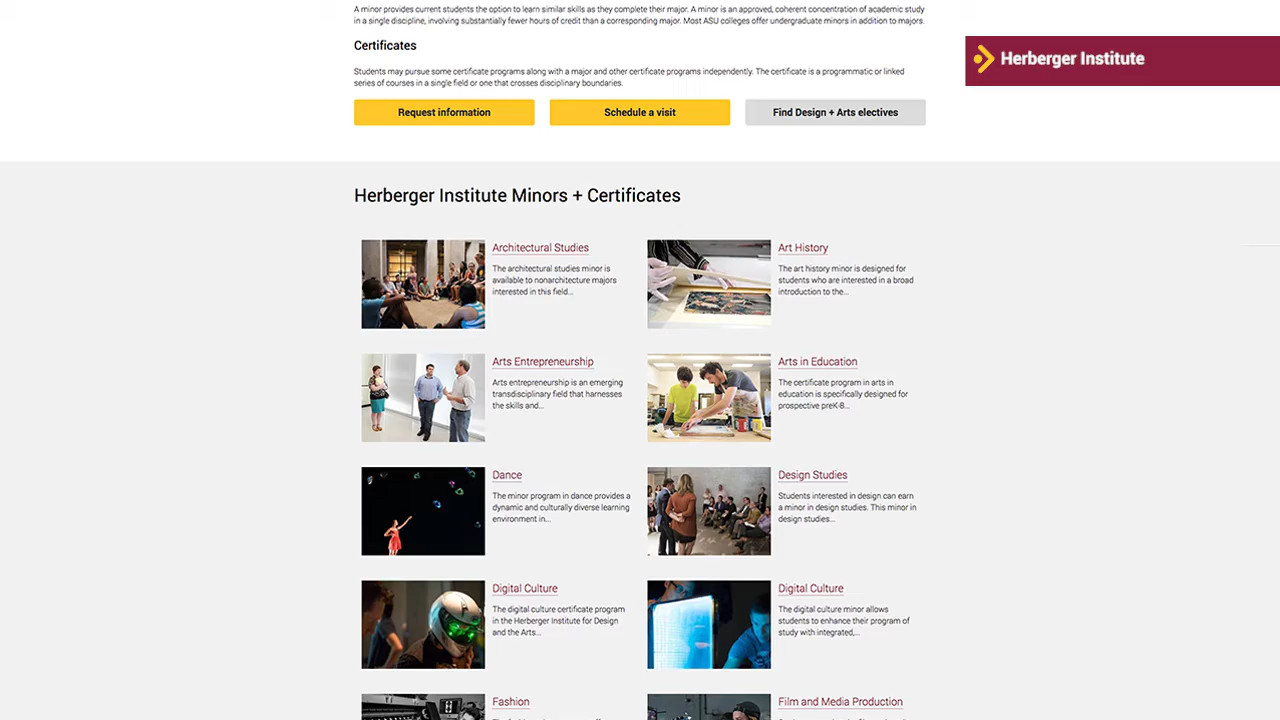 A minor provides current students the option to learn similar skills as they complete their major. A minor is an approved, coherent concentration of academic study
in a single discipline, involving substantially fewer hours of credit than a corresponding major. Most ASU colleges offer undergraduate minors in addition to majors.
Certificates
Herberger Institute
Students may pursue some certificate programs along with a major and other certificate programs independently. The certificate is a programmatic or linked
series of courses in a single field or one that crosses disciplinary boundaries.
Request information
Schedule a visit
Find Design + Arts electives
Herberger Institute Minors + Certificates
Architectural Studies
The architectural studies minor is
available to nonarchitecture majors
interested in this field...
Art History
The art history minor is designed for
students who are interested in a broad
introduction to the...
Arts Entrepreneurship
Arts entrepreneurship is an emerging
transdisciplinary field that harnesses
the skills and...
Arts in Education
The certificate program in arts in
education is specifically designed for
prospective preK-8...
Dance
The minor program in dance provides a
dynamic and culturally diverse learning
environment in...
Design Studies
Students interested in design can earn
a minor in design studies. This minor in
design studies...
Digital Culture
The digital culture certificate program
in the Herberger Institute for Design
and the Arts...
Digital Culture
The digital culture minor allows
students to enhance their program of
study with integrated,...
Fashion
Film and Media Production